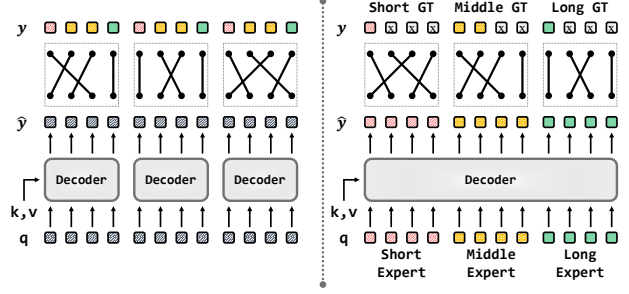 Short GT Middle GT Long GT
y y
x x x x x x x x
ŷ ŷ
Decoder Decoder Decoder Decoder
k,v k,v
q q
Short Expert Middle Expert Long Expert